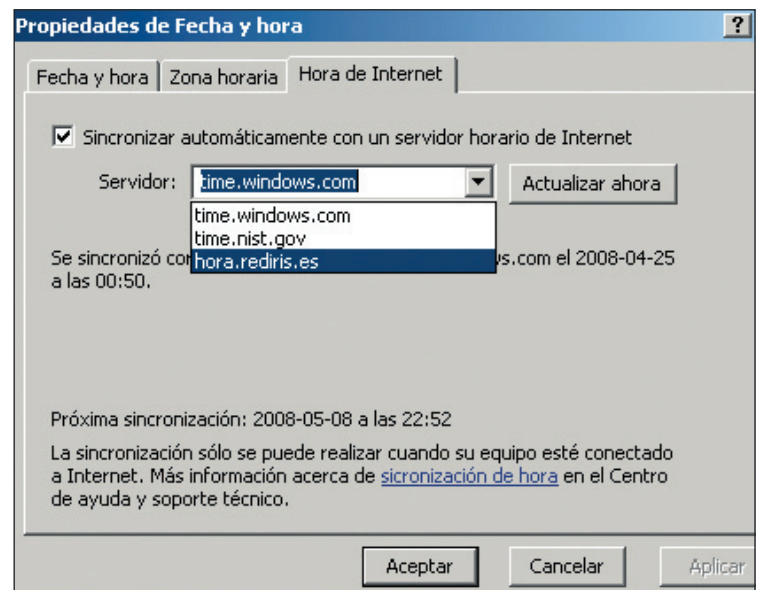 Propiedades de Fecha y hora
?
Fecha y hora Zona horaria Hora de Internet
Sincronizar automáticamente con un servidor horario de Internet
Servidor: time.windows.com Actualizar ahora
time.windows.com
time.nist.gov
hora.rediris.es
Se sincronizó s.com el 2008-04-25
a las 00:50.
Próxima sincronización: 2008-05-08 a las 22:52
La sincronización sólo se puede realizar cuando su equipo esté conectado
a Internet. Más información acerca de sicronización de hora en el Centro
de ayuda y soporte técnico.
Aceptar Cancelar Aplicar